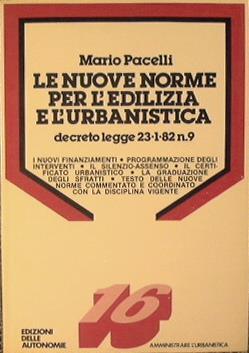 Mario Pacelli
LE NUOVE NORME
PER L'EDILIZIA
E L'URBANISTICA
decreto legge 23·1·82 n.9
I NUOVI FINANZIAMENTI • PROGRAMMAZIONE DEGLI
INTERVENTI • IL SILENZIO-ASSENSO • IL CERTI-
FICATO URBANISTICO • LA GRADUAZIONE
DEGLI SFRATTI • TESTO DELLE NUOVE
NORME COMMENTATO E COORDINATO
CON LA DISCIPLINA VIGENTE
16
EDIZIONI
DELLE
AUTONOMIE
AMMINISTRARE L'URBANISTICA